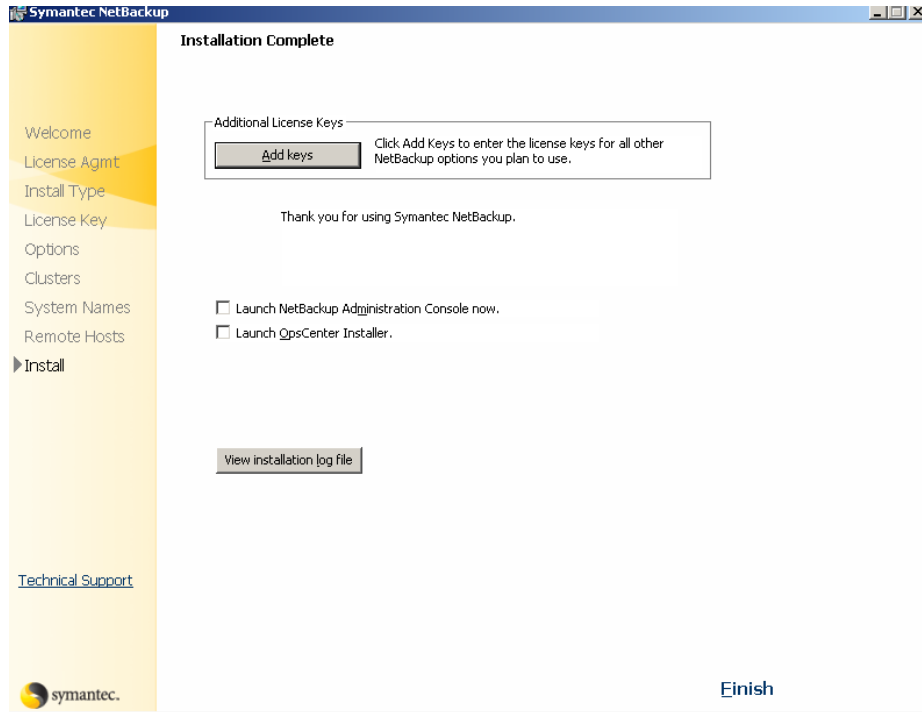 Symantec NetBackup
Installation Complete
Welcome
License Agmt
Install Type
License Key
Options
Clusters
System Names
Remote Hosts
Install
Additional License Keys
Add keys
Click Add Keys to enter the license keys for all other
NetBackup options you plan to use.
Thank you for using Symantec NetBackup.
Launch NetBackup Administration Console now.
Launch OpsCenter Installer.
View installation log file
Technical Support
symantec.
Finish